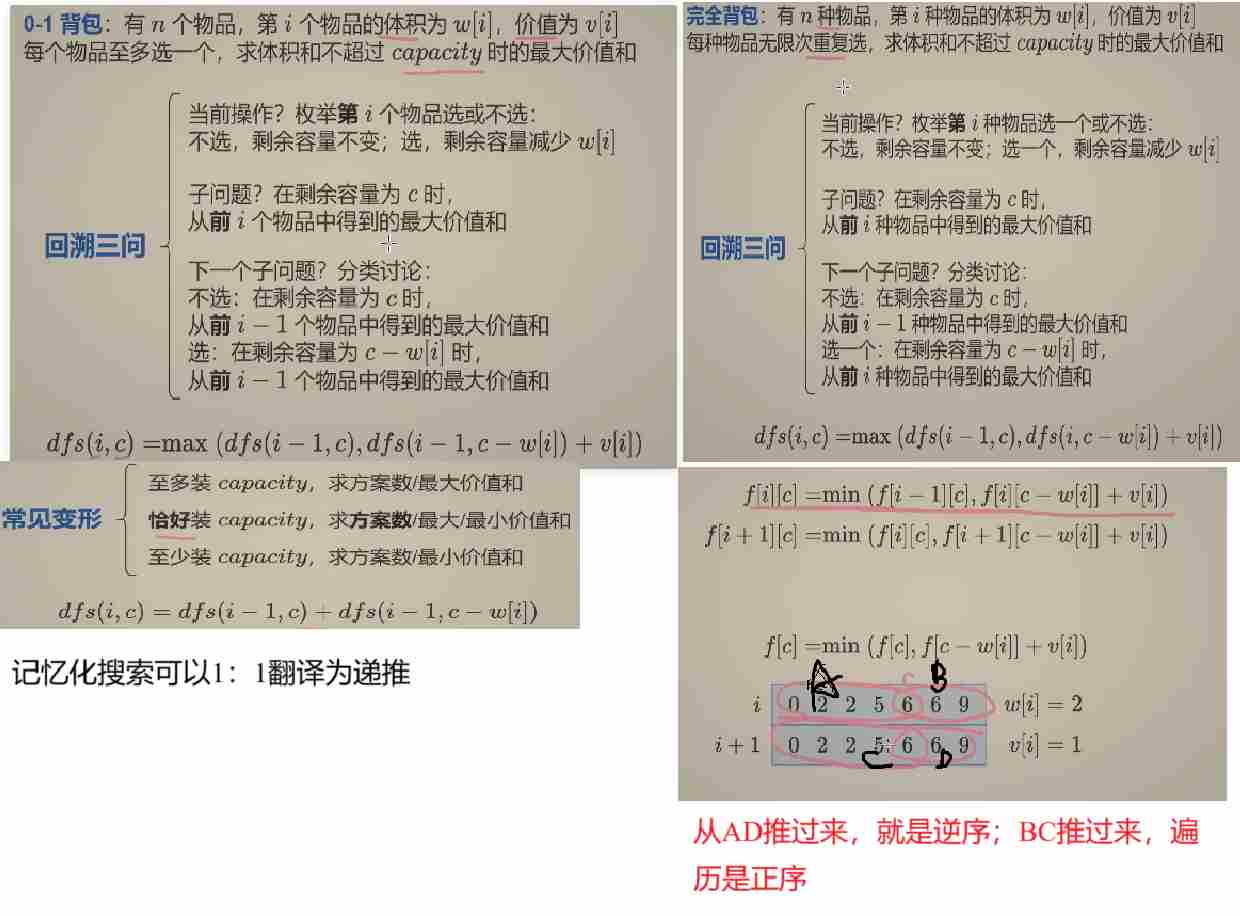 0-1 背包：有 n 个物品，第 i 个物品的体积为 w[i]，价值为 v[i]
每个物品至多选一个，求体积和不超过 capacity 时的最大价值和
回溯三问
当前操作？枚举第 i 个物品选或不选：
不选，剩余容量不变；选，剩余容量减少 w[i]
子问题？在剩余容量为 c 时，
从前 i 个物品中得到的最大价值和
下一个子问题？分类讨论：
不选：在剩余容量为 c 时，
从前 i − 1 个物品中得到的最大价值和
选：在剩余容量为 c − w[i] 时，
从前 i − 1 个物品中得到的最大价值和
dfs(i, c) =max (dfs(i − 1, c), dfs(i − 1, c − w[i]) + v[i])
常见变形
至多装 capacity，求方案数/最大价值和
恰好装 capacity，求方案数/最大/最小价值和
至少装 capacity，求方案数/最小价值和
dfs(i, c) = dfs(i − 1, c) + dfs(i − 1, c − w[i])
记忆化搜索可以1：1翻译为递推
完全背包：有 n 种物品，第 i 种物品的体积为 w[i]，价值为 v[i]
每种物品无限次重复选，求体积和不超过 capacity 时的最大价值和
回溯三问
当前操作？枚举第 i 种物品选一个或不选：
不选，剩余容量不变；选一个，剩余容量减少 w[i]
子问题？在剩余容量为 c 时，
从前 i 种物品中得到的最大价值和
下一个子问题？分类讨论：
不选：在剩余容量为 c 时，
从前 i − 1 种物品中得到的最大价值和
选一个：在剩余容量为 c − w[i] 时，
从前 i 种物品中得到的最大价值和
dfs(i, c) =max (dfs(i − 1, c), dfs(i, c − w[i]) + v[i])
f[i][c] =min (f[i − 1][c], f[i][c − w[i]] + v[i])
f[i + 1][c] =min (f[i][c], f[i + 1][c − w[i]] + v[i])
f[c] =min (f[c], f[c − w[i]] + v[i])
A C B
i 0 2 2 5 6 6 9 w[i] = 2
i + 1 0 2 2 5 6 6 9 v[i] = 1
C D
从AD推过来，就是逆序；BC推过来，遍
历是正序